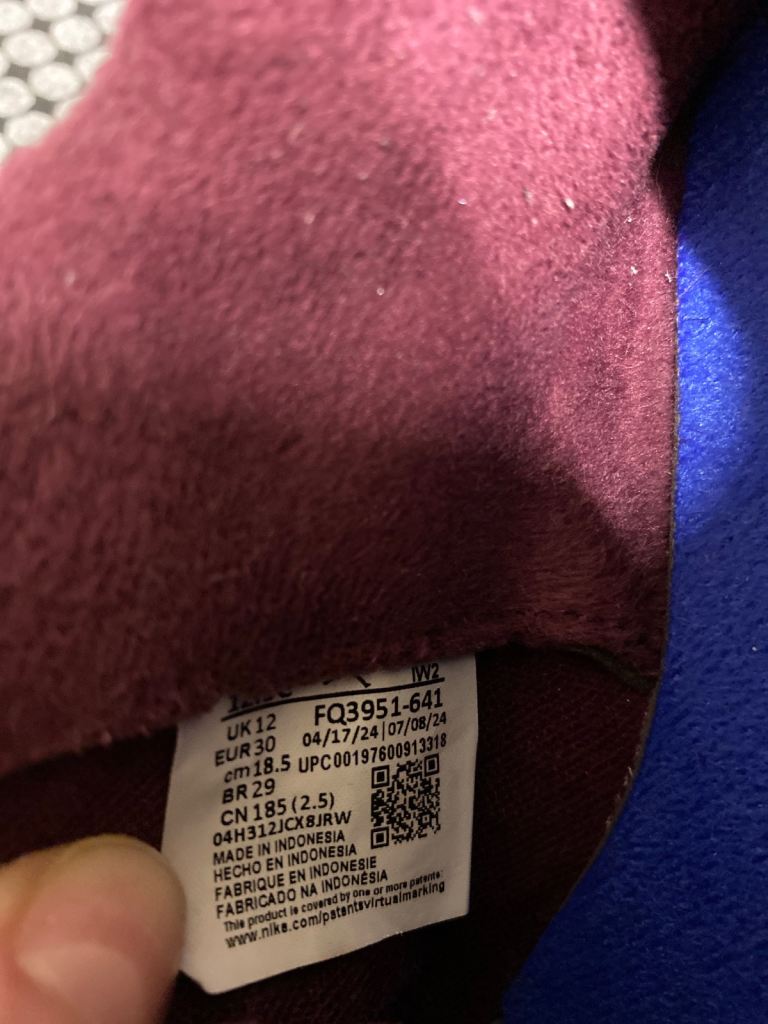 IW2
UK 12 FQ3951-641
EUR 30 04/17/24|07/08/24
cm 18.5 UPC00197600913318
BR 29
CN 185 (2.5)
04H312JCX8JRW
MADE IN INDONESIA
HECHO EN INDONESIA
FABRIQUE EN INDONESIE
FABRICADO NA INDONÉSIA
This product is covered by one or more patents:
www.nike.com/patentsvirtualmarking